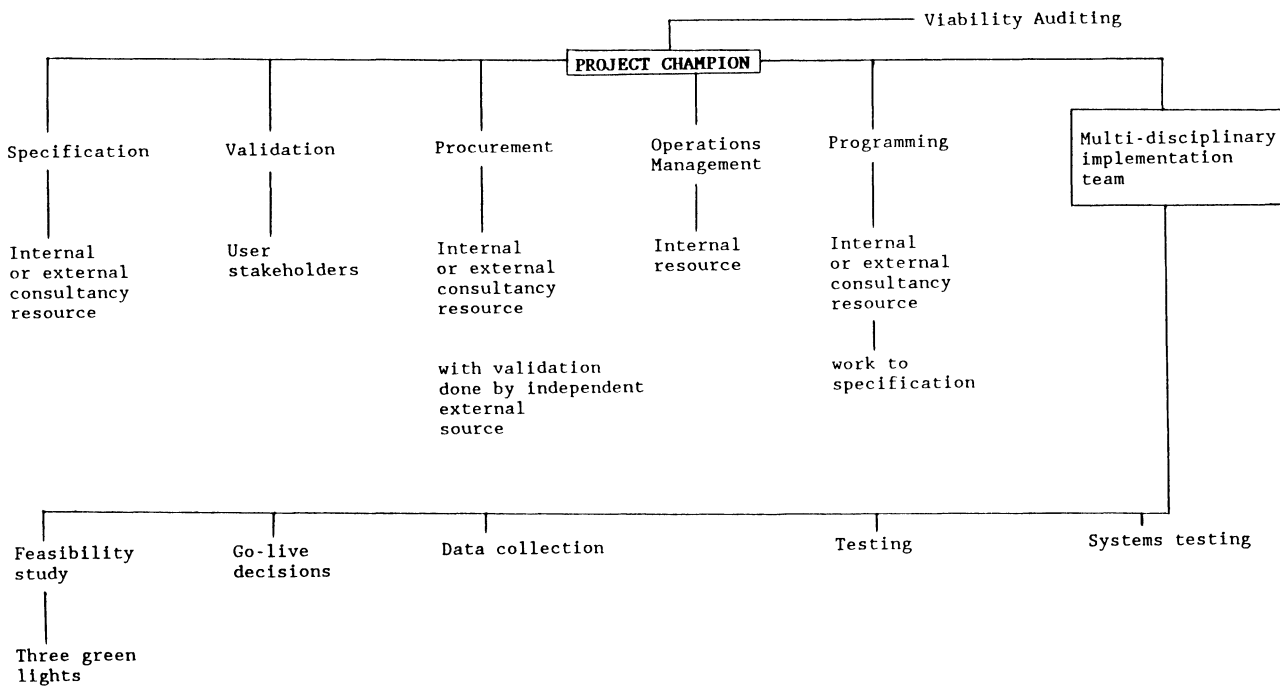 Viability Auditing
PROJECT CHAMPION
Specification
Validation
Procurement
Operations
Management
Programming
Multi-disciplinary
implementation
team
Internal
or external
consultancy
resource
User
stakeholders
Internal
or external
consultancy
resource
with validation
done by independent
external
source
Internal
resource
Internal
or external
consultancy
resource
work to
specification
Feasibility
study
Go-live
decisions
Data collection
Testing
Systems testing
Three green
lights